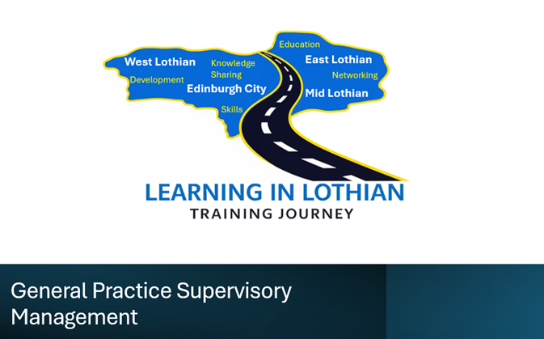 Education
West Lothian
Knowledge
Sharing
East Lothian
Development
Networking
Edinburgh City
Mid Lothian
Skills
LEARNING IN LOTHIAN
TRAINING JOURNEY
General Practice Supervisory
Management